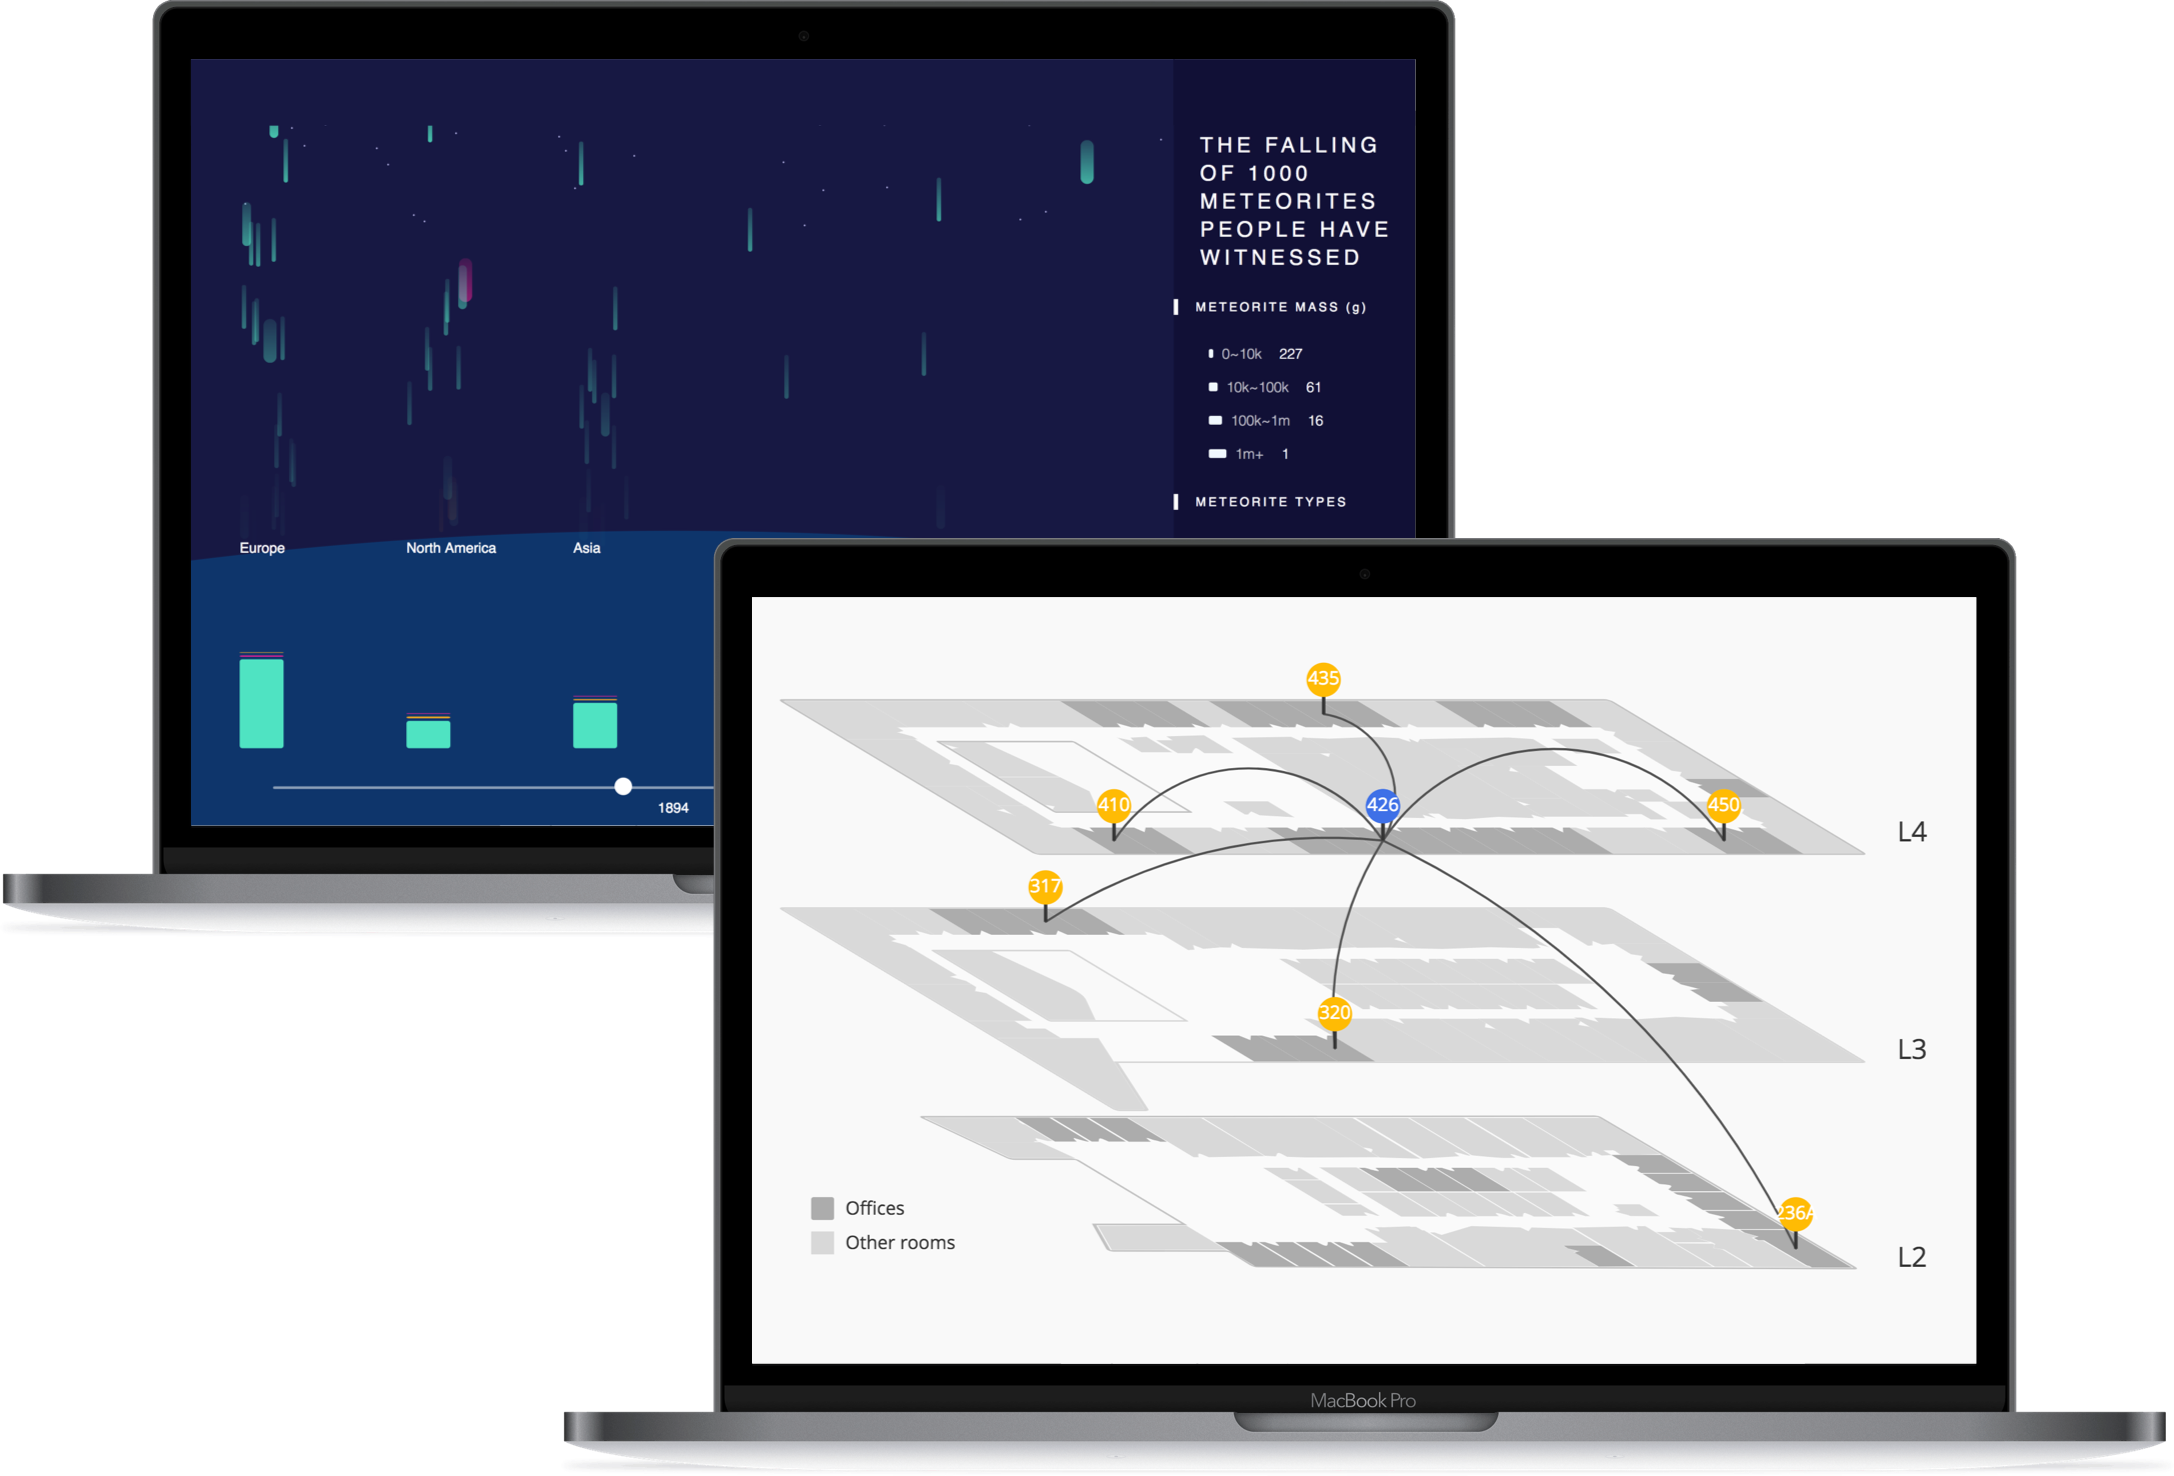 THE FALLING
OF 1000
METEORITES
PEOPLE HAVE
WITNESSED
METEORITE MASS (g)
0~10k 227
10k~100k 61
100k~1m 16
1m+ 1
METEORITE TYPES
Europe North America Asia
1894
435
410 426 450
L4
317
320
L3
236A
Offices
Other rooms
L2
MacBook Pro